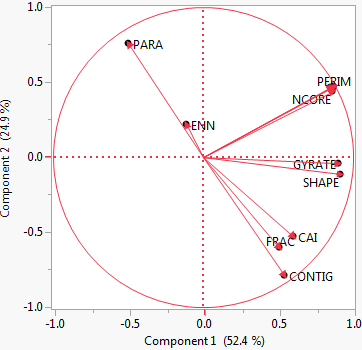 1.0
PARA
0.5
PERIM
NCORE
ENN
0.0
GYRATE
SHAPE
-0.5
FRAC
CAI
CONTIG
-1.0
-1.0 -0.5 0.0 0.5 1.0
Component 1 (52.4 %)
Component 2 (24.9 %)